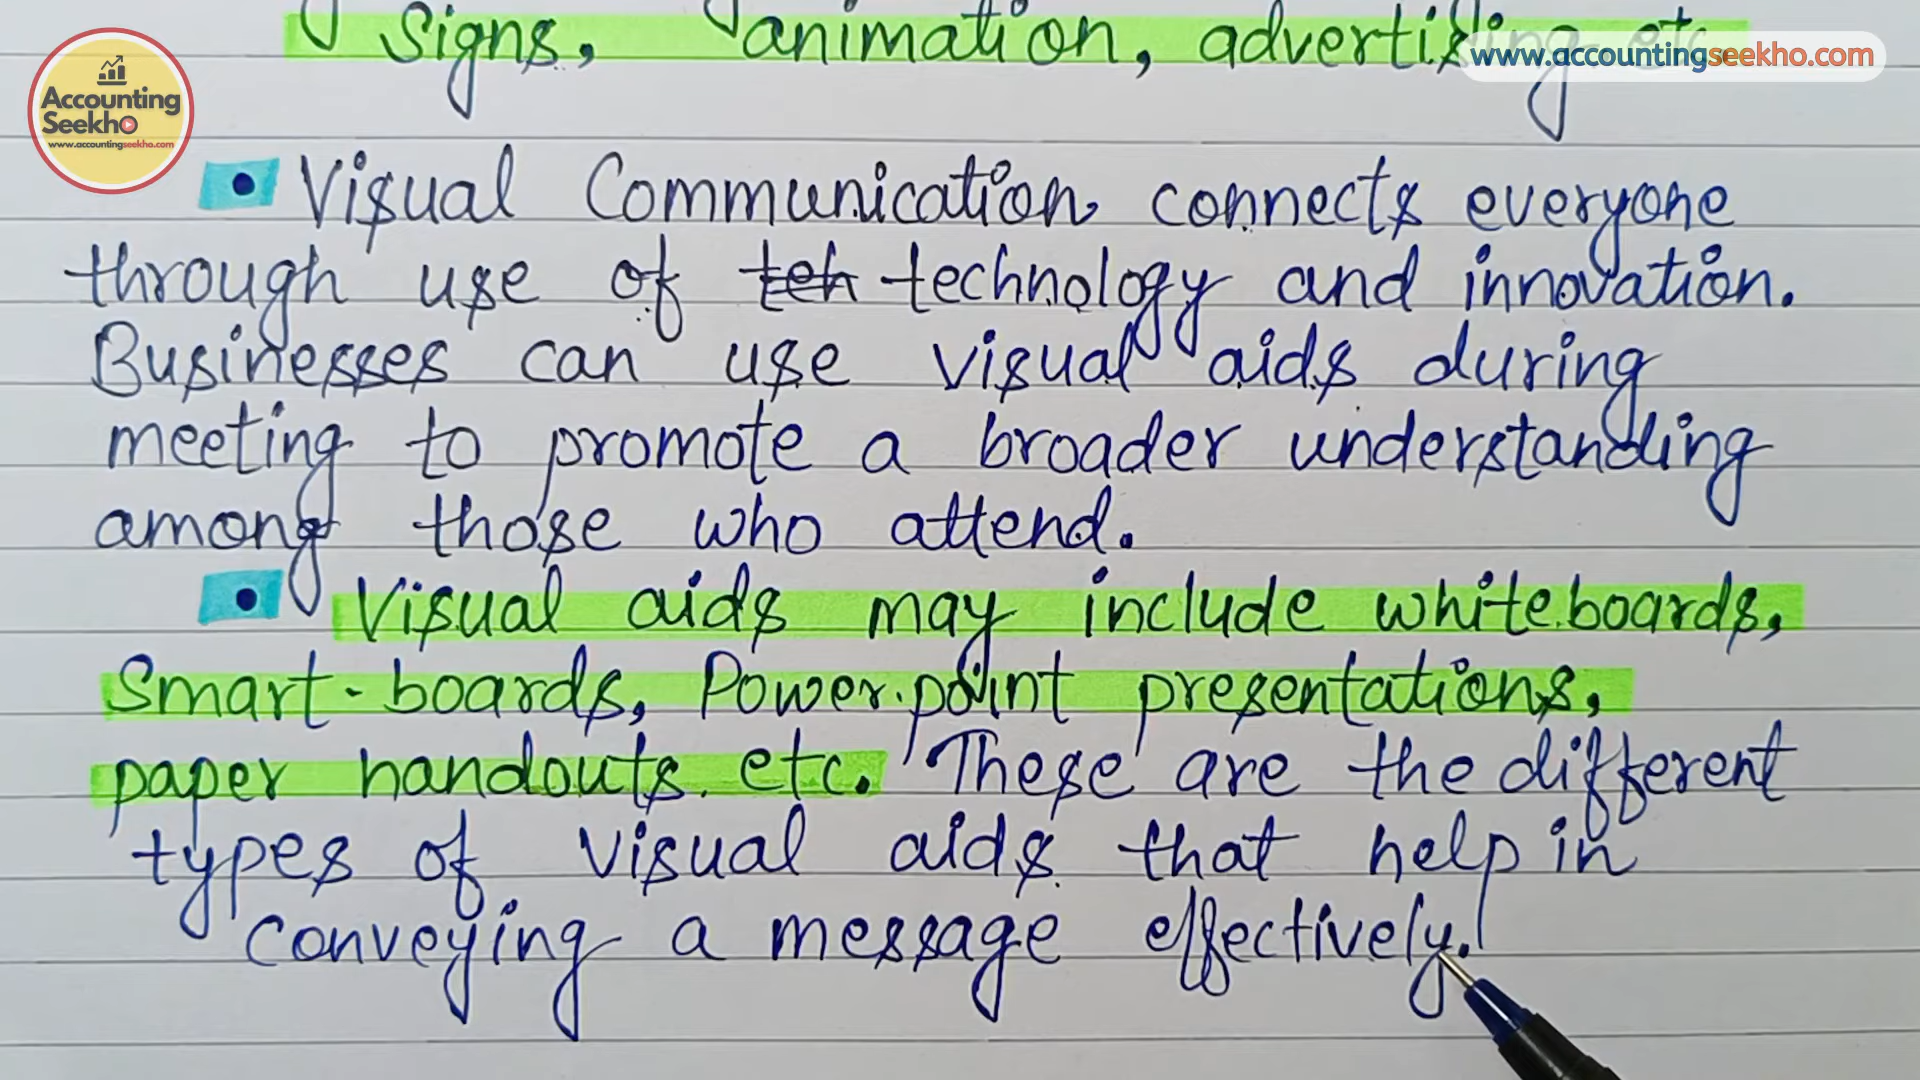 Signs, animation, advertising etc.
www.accountingseekho.com
Accounting
Seekho
www.accountingseekho.com
• Visual Communication connects everyone
through use of teh technology and innovation.
Businesses can use visual aids during
meeting to promote a broader understanding
among those who attend.
• Visual aids may include whiteboards,
Smart-boards, Power.point presentations,
paper handouts. etc. These are the different
types of visual aids that help in
conveying a message effectively.